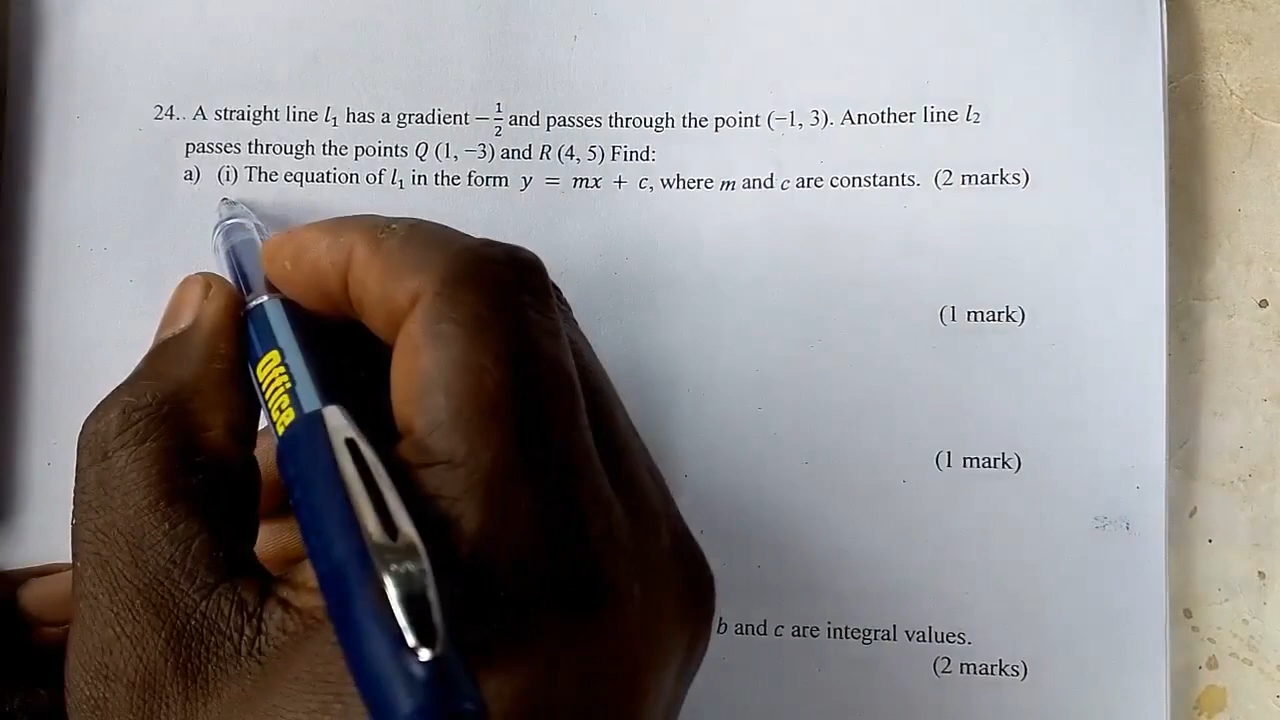 24.. A straight line l₁ has a gradient −1/2 and passes through the point (−1, 3). Another line l₂
passes through the points Q (1, −3) and R (4, 5) Find:
a) (i) The equation of l₁ in the form y = mx + c, where m and c are constants. (2 marks)
(1 mark)
Office
(1 mark)
b and c are integral values.
(2 marks)